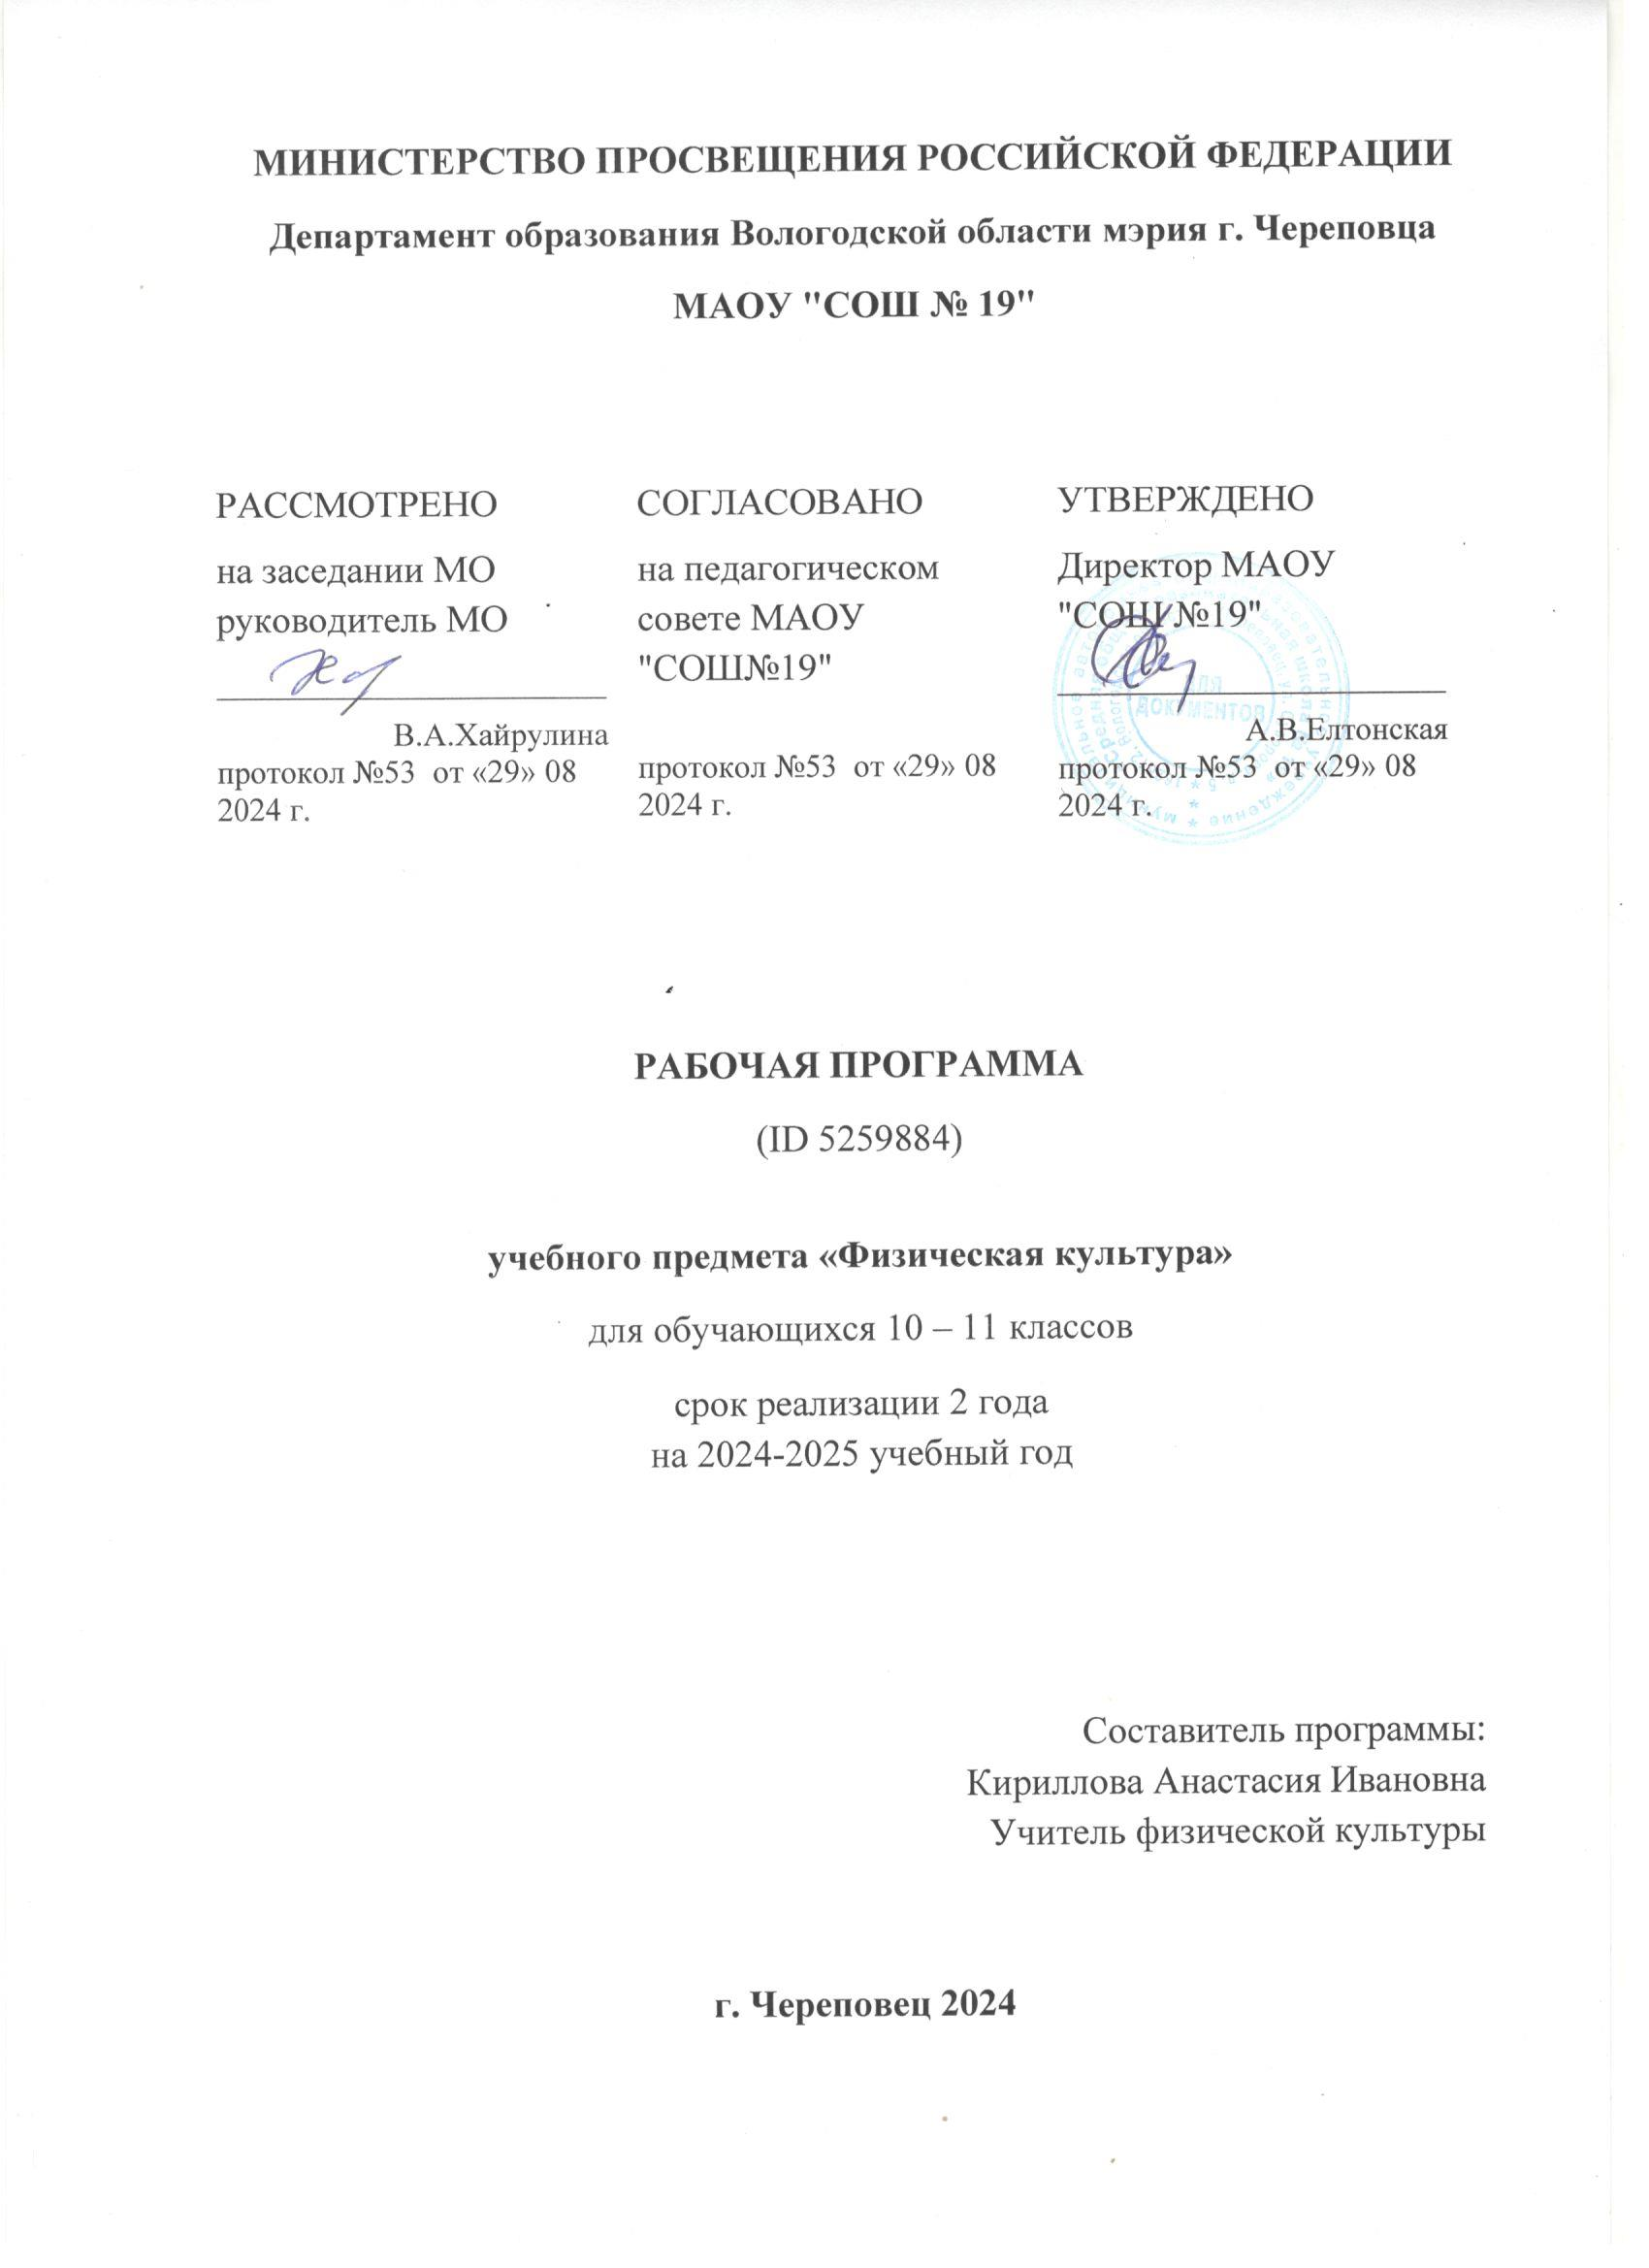 МИНИСТЕРСТВО ПРОСВЕЩЕНИЯ РОССИЙСКОЙ ФЕДЕРАЦИИ
Департамент образования Вологодской области мэрия г. Череповца
МАОУ "СОШ № 19"
РАССМОТРЕНО
на заседании МО
руководитель МО
В.А.Хайрулина
протокол №53 от «29» 08
2024 г.
СОГЛАСОВАНО
на педагогическом
совете МАОУ
"СОШ№19"
протокол №53 от «29» 08
2024 г.
УТВЕРЖДЕНО
Директор МАОУ
"СОШ №19"
ДЛЯ
ДОКУМЕНТОВ
А.В.Елтонская
протокол №53 от «29» 08
2024 г.
РАБОЧАЯ ПРОГРАММА
(ID 5259884)
учебного предмета «Физическая культура»
для обучающихся 10 – 11 классов
срок реализации 2 года
на 2024-2025 учебный год
Составитель программы:
Кириллова Анастасия Ивановна
Учитель физической культуры
г. Череповец 2024